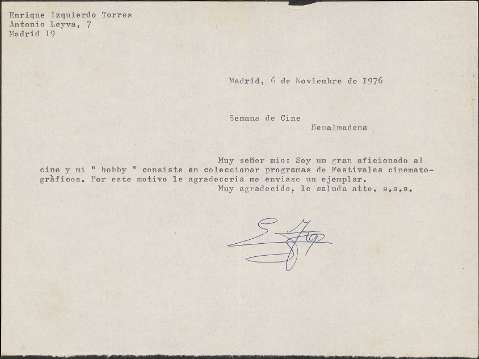 Enrique Izquierdo Torres
Antonio Leyva, 7
Madrid 19
Madrid, 6 de Noviembre de 1976
Semana de Cine
Benalmadena
Muy señor mio: Soy un gran aficionado al
cine y mi " hobby " consiste en coleccionar programas de Festivales cinemato-
gràficos. Por este motivo le agradeceria me enviase un ejemplar.
Muy agradecido, le saluda atte. s.s.s.